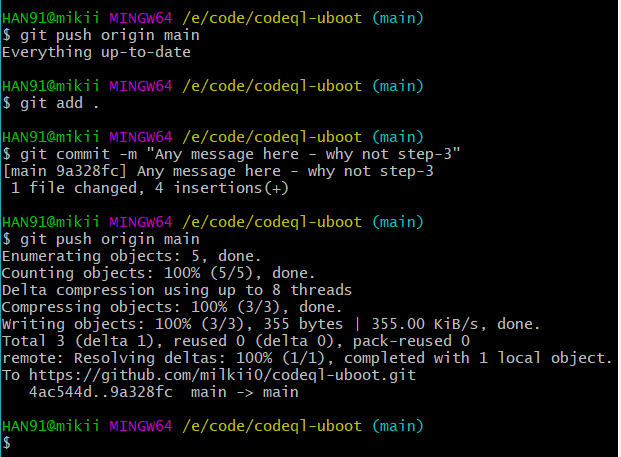 HAN91@mikii MINGW64 /e/code/codeql-uboot (main)
$ git push origin main
Everything up-to-date
HAN91@mikii MINGW64 /e/code/codeql-uboot (main)
$ git add .
HAN91@mikii MINGW64 /e/code/codeql-uboot (main)
$ git commit -m "Any message here - why not step-3"
[main 9a328fc] Any message here - why not step-3
 1 file changed, 4 insertions(+)
HAN91@mikii MINGW64 /e/code/codeql-uboot (main)
$ git push origin main
Enumerating objects: 5, done.
Counting objects: 100% (5/5), done.
Delta compression using up to 8 threads
Compressing objects: 100% (3/3), done.
Writing objects: 100% (3/3), 355 bytes | 355.00 KiB/s, done.
Total 3 (delta 1), reused 0 (delta 0), pack-reused 0
remote: Resolving deltas: 100% (1/1), completed with 1 local object.
To https://github.com/milkii0/codeql-uboot.git
   4ac544d..9a328fc  main -> main
HAN91@mikii MINGW64 /e/code/codeql-uboot (main)
$